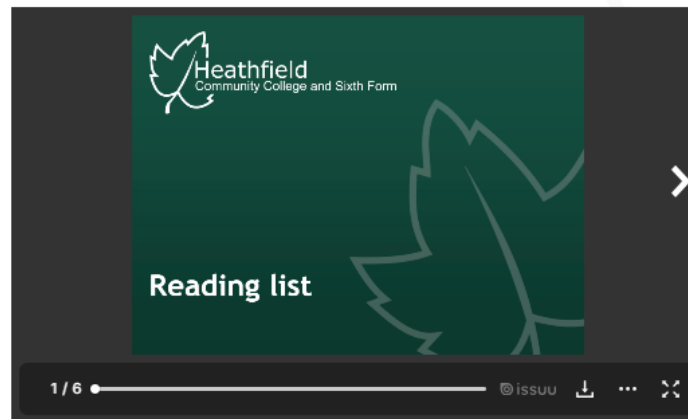 Heathfield
Community College and Sixth Form
Reading list
1 / 6
issuu